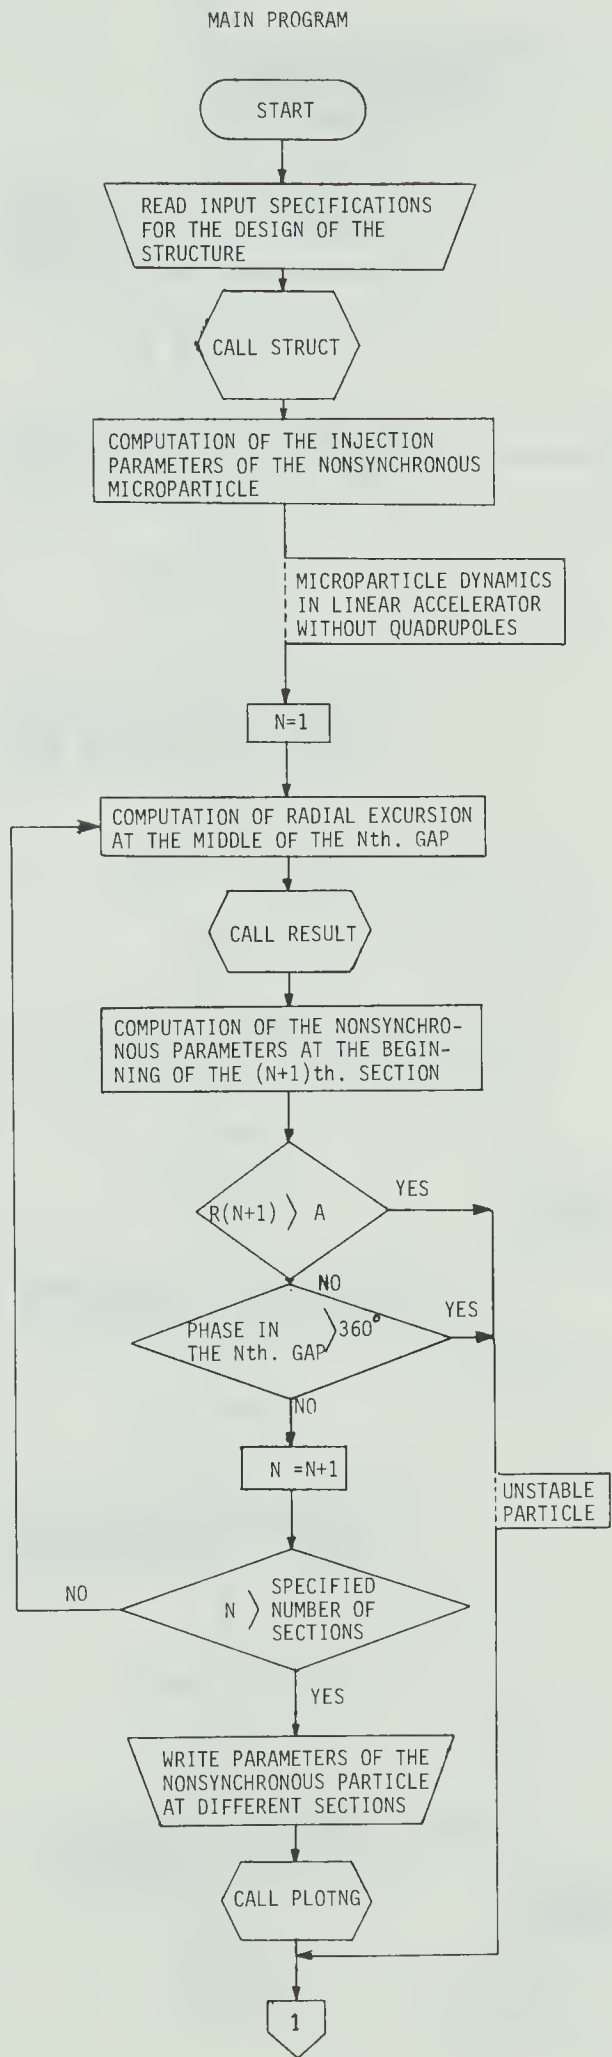 MAIN PROGRAM
START
READ INPUT SPECIFICATIONS
FOR THE DESIGN OF THE
STRUCTURE
CALL STRUCT
COMPUTATION OF THE INJECTION
PARAMETERS OF THE NONSYNCHRONOUS
MICROPARTICLE
MICROPARTICLE DYNAMICS
IN LINEAR ACCELERATOR
WITHOUT QUADRUPOLES
N=1
COMPUTATION OF RADIAL EXCURSION
AT THE MIDDLE OF THE Nth. GAP
CALL RESULT
COMPUTATION OF THE NONSYNCHRO-
NOUS PARAMETERS AT THE BEGIN-
NING OF THE (N+1)th. SECTION
R(N+1) > A
YES
NO
PHASE IN
THE Nth. GAP
>360°
YES
NO
N =N+1
UNSTABLE
PARTICLE
N >
SPECIFIED
NUMBER OF
SECTIONS
NO
YES
WRITE PARAMETERS OF THE
NONSYNCHRONOUS PARTICLE
AT DIFFERENT SECTIONS
CALL PLOTNG
1